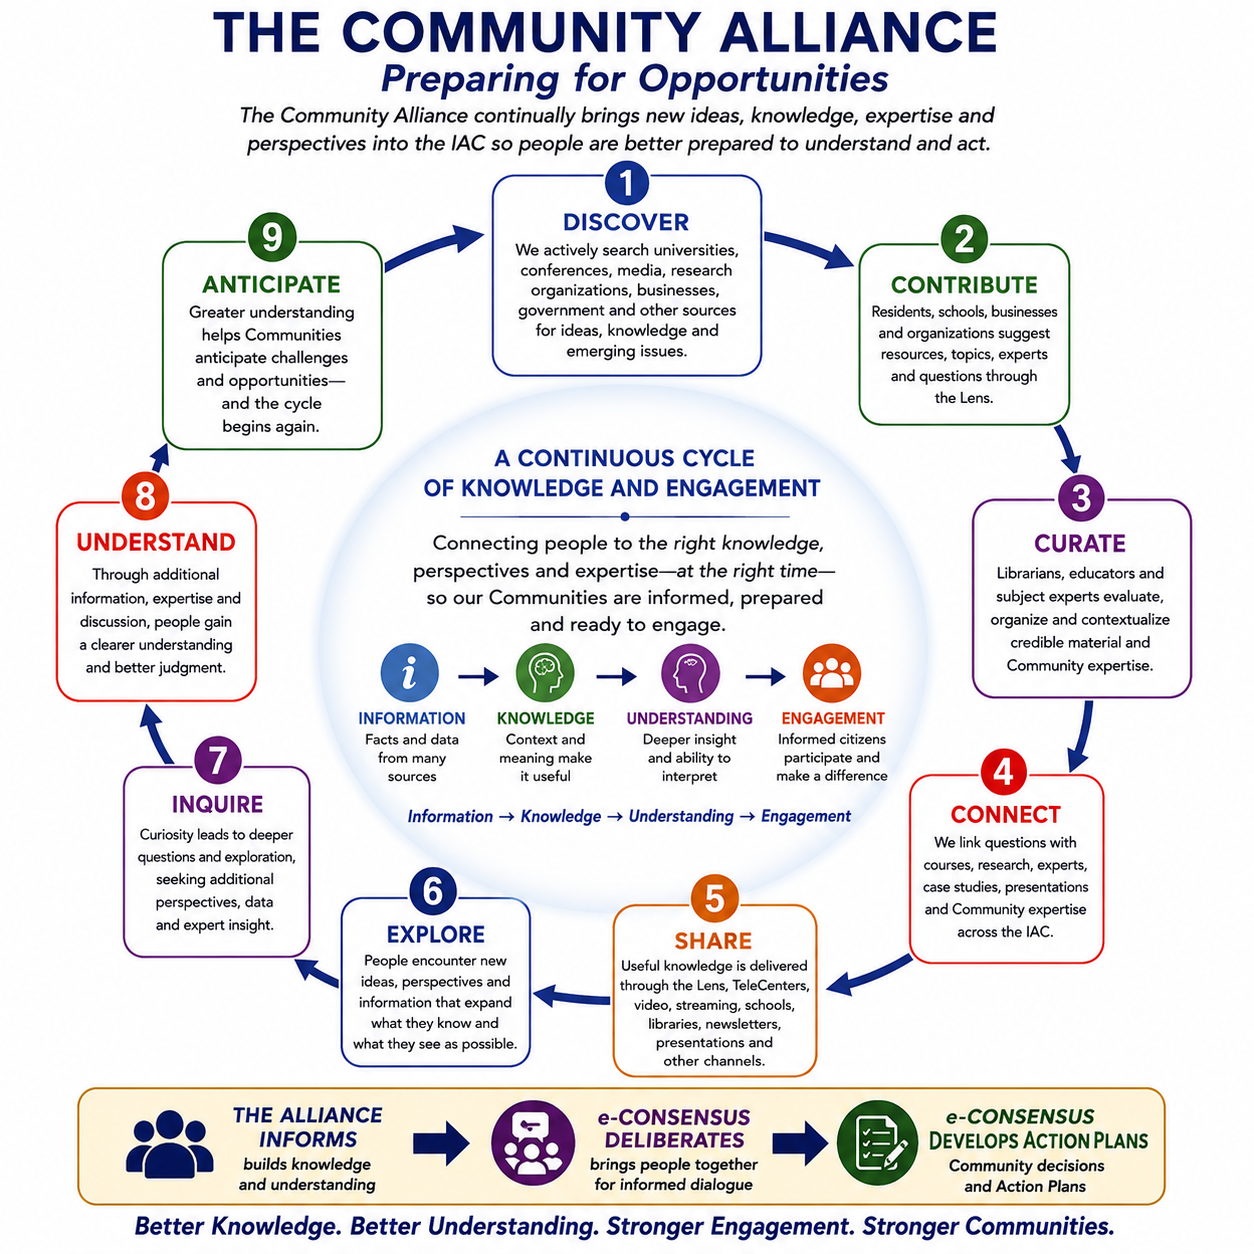 THE COMMUNITY ALLIANCE
Preparing for Opportunities
The Community Alliance continually brings new ideas, knowledge, expertise and
perspectives into the IAC so people are better prepared to understand and act.
1
DISCOVER
We actively search universities,
conferences, media, research
organizations, businesses,
government and other sources
for ideas, knowledge and
emerging issues.
2
CONTRIBUTE
Residents, schools, businesses
and organizations suggest
resources, topics, experts
and questions through
the Lens.
3
CURATE
Librarians, educators and
subject experts evaluate,
organize and contextualize
credible material and
Community expertise.
4
CONNECT
We link questions with
courses, research, experts,
case studies, presentations
and Community expertise
across the IAC.
5
SHARE
Useful knowledge is delivered
through the Lens, TeleCenters,
video, streaming, schools,
libraries, newsletters,
presentations and
other channels.
6
EXPLORE
People encounter new
ideas, perspectives and
information that expand
what they know and
what they see as possible.
7
INQUIRE
Curiosity leads to deeper
questions and exploration,
seeking additional
perspectives, data
and expert insight.
8
UNDERSTAND
Through additional
information, expertise and
discussion, people gain
a clearer understanding
and better judgment.
9
ANTICIPATE
Greater understanding
helps Communities
anticipate challenges
and opportunities—
and the cycle
begins again.
A CONTINUOUS CYCLE
OF KNOWLEDGE AND ENGAGEMENT
Connecting people to the right knowledge,
perspectives and expertise—at the right time—
so our Communities are informed, prepared
and ready to engage.
i
INFORMATION
Facts and data
from many
sources
KNOWLEDGE
Context and
meaning make
it useful
UNDERSTANDING
Deeper insight
and ability to
interpret
ENGAGEMENT
Informed citizens
participate and
make a difference
Information → Knowledge → Understanding → Engagement
THE ALLIANCE
INFORMS
builds knowledge
and understanding
e-CONSENSUS
DELIBERATES
brings people together
for informed dialogue
e-CONSENSUS
DEVELOPS ACTION PLANS
Community decisions
and Action Plans
Better Knowledge. Better Understanding. Stronger Engagement. Stronger Communities.